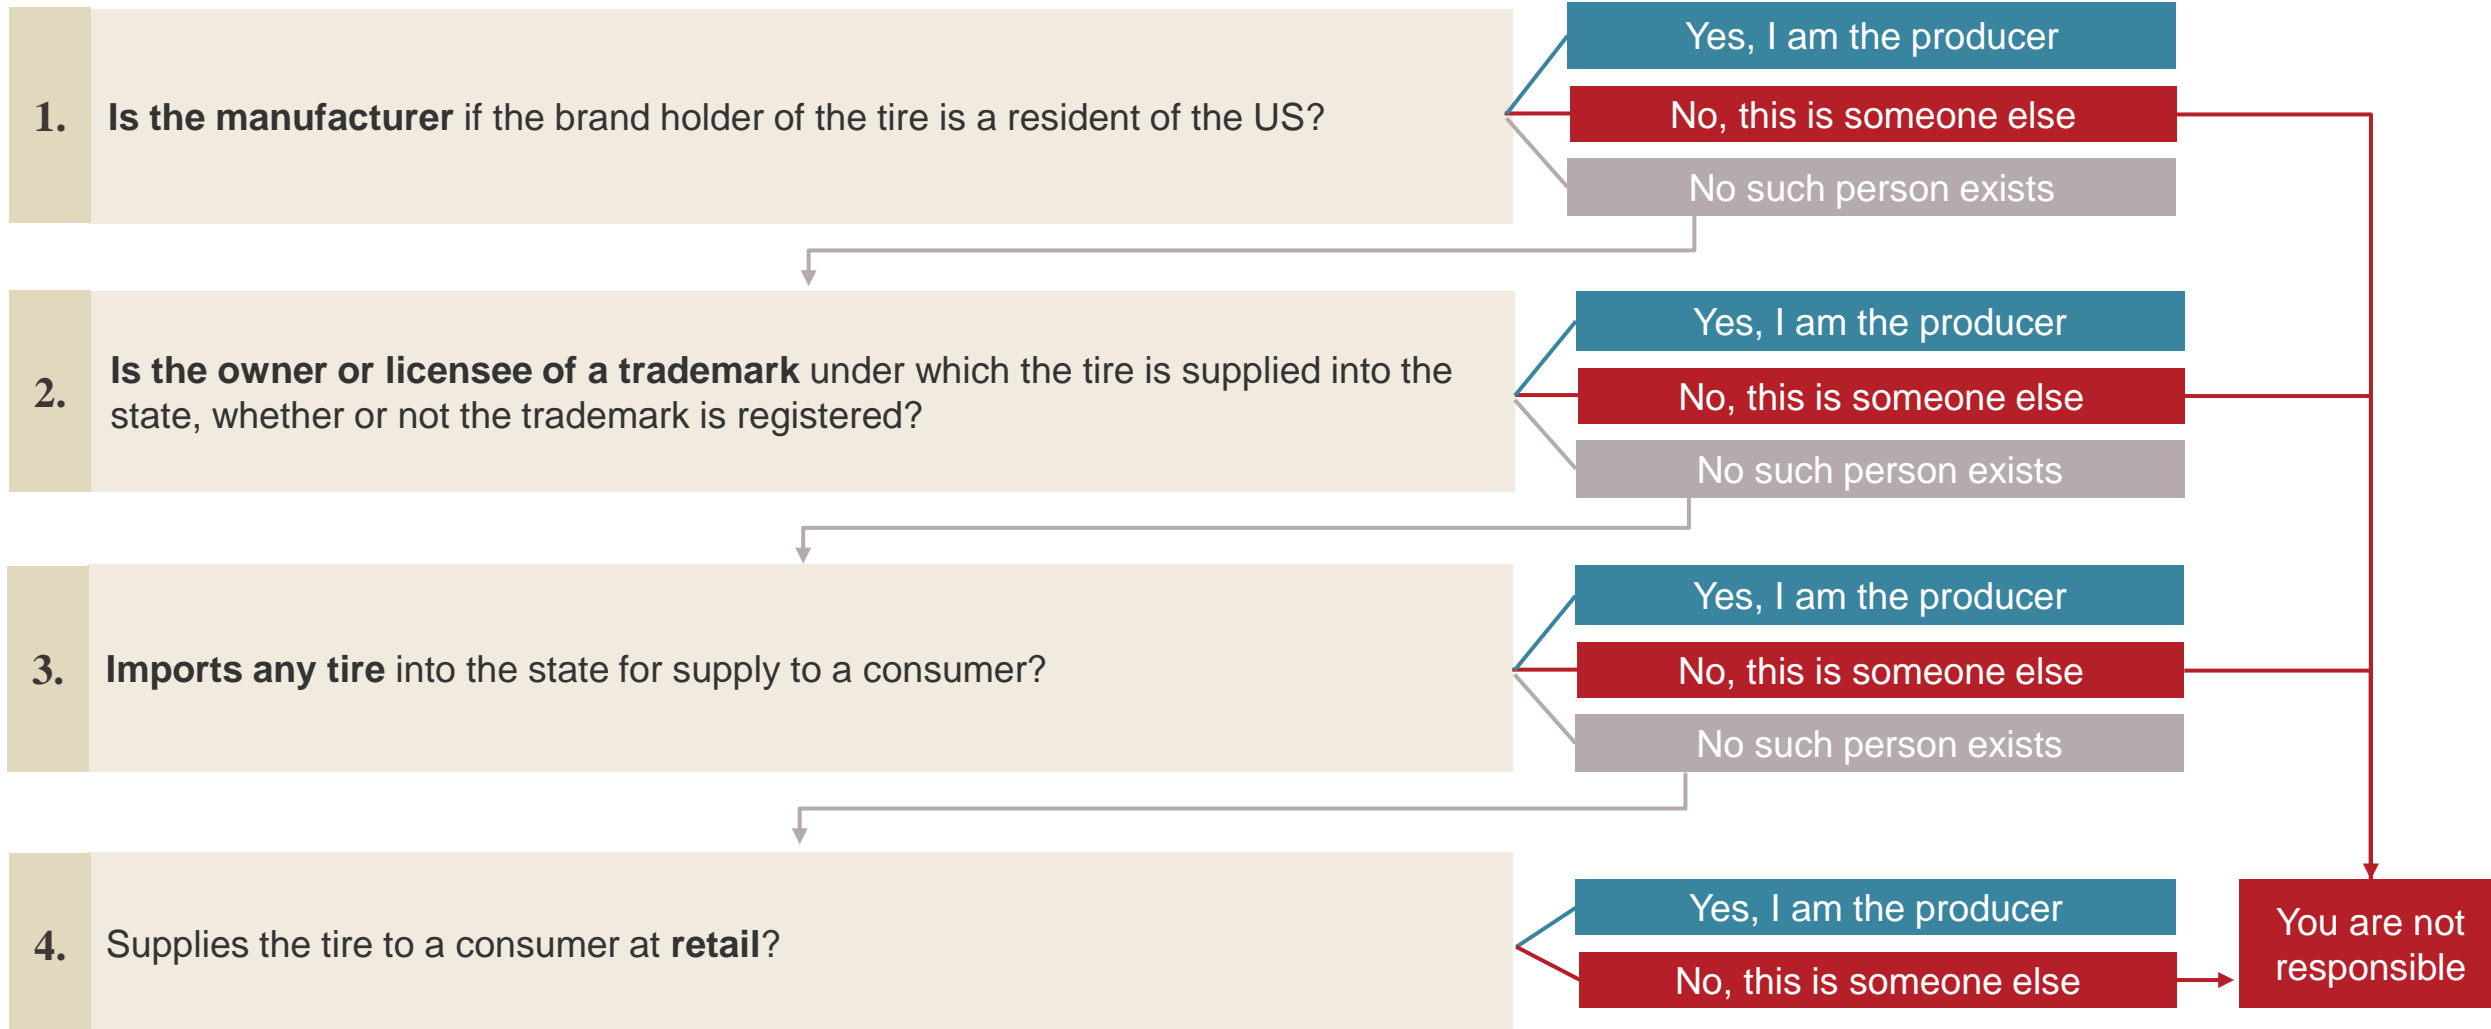 1.
Is the manufacturer if the brand holder of the tire is a resident of the US?
Yes, I am the producer
No, this is someone else
No such person exists
2.
Is the owner or licensee of a trademark under which the tire is supplied into the
state, whether or not the trademark is registered?
Yes, I am the producer
No, this is someone else
No such person exists
3.
Imports any tire into the state for supply to a consumer?
Yes, I am the producer
No, this is someone else
No such person exists
4.
Supplies the tire to a consumer at retail?
Yes, I am the producer
No, this is someone else
You are not
responsible